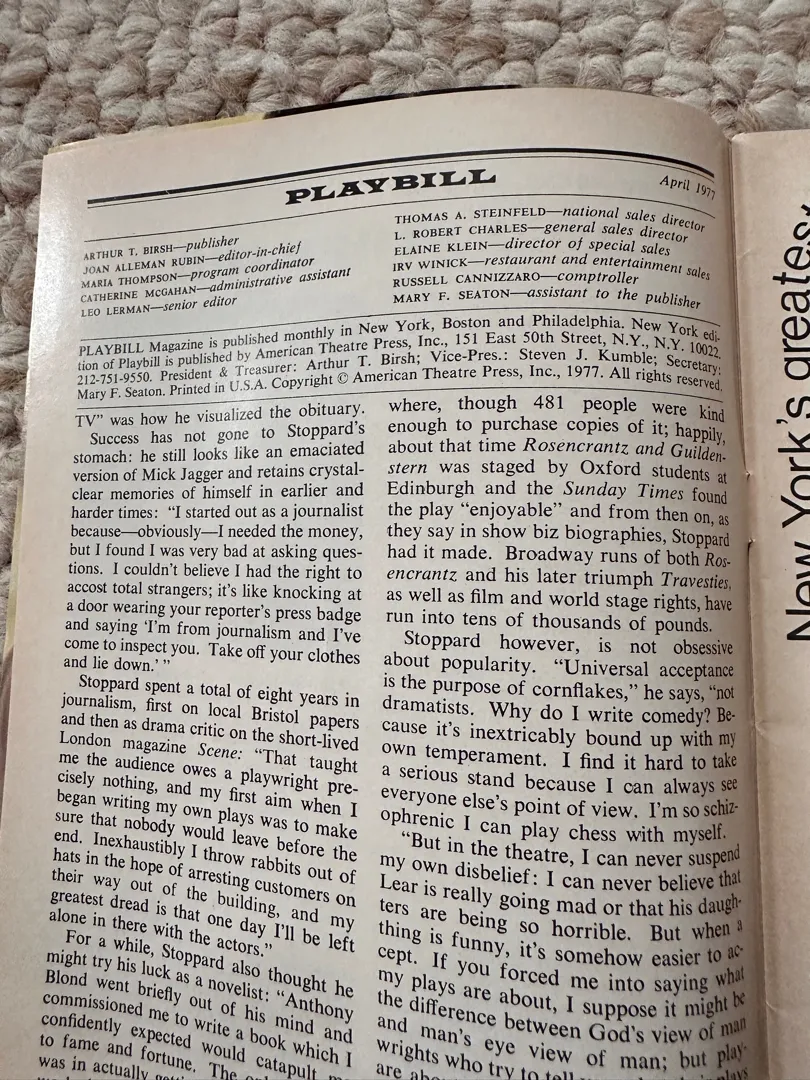 PLAYBILL
April 1977
ARTHUR T. BIRSH—publisher
JOAN ALLEMAN RUBIN—editor-in-chief
MARIA THOMPSON—program coordinator
CATHERINE MCGAHAN—administrative assistant
LEO LERMAN—senior editor
THOMAS A. STEINFELD—national sales director
L. ROBERT CHARLES—general sales director
ELAINE KLEIN—director of special sales
IRV WINICK—restaurant and entertainment sales
RUSSELL CANNIZZARO—comptroller
MARY F. SEATON—assistant to the publisher
PLAYBILL Magazine is published monthly in New York, Boston and Philadelphia. New York edi-
tion of Playbill is published by American Theatre Press, Inc., 151 East 50th Street, N.Y., N.Y. 10022.
212-751-9550. President & Treasurer: Arthur T. Birsh; Vice-Pres.: Steven J. Kumble; Secretary:
Mary F. Seaton. Printed in U.S.A. Copyright © American Theatre Press, Inc., 1977. All rights reserved.
TV” was how he visualized the obituary.
Success has not gone to Stoppard's
stomach: he still looks like an emaciated
version of Mick Jagger and retains crystal-
clear memories of himself in earlier and
harder times: “I started out as a journalist
because—obviously—I needed the money,
but I found I was very bad at asking ques-
tions. I couldn't believe I had the right to
accost total strangers; it's like knocking at
a door wearing your reporter's press badge
and saying ‘I'm from journalism and I've
come to inspect you. Take off your clothes
and lie down.’ ”
Stoppard spent a total of eight years in
journalism, first on local Bristol papers
and then as drama critic on the short-lived
London magazine Scene: “That taught
me the audience owes a playwright pre-
cisely nothing, and my first aim when I
began writing my own plays was to make
sure that nobody would leave before the
end. Inexhaustibly I throw rabbits out of
hats in the hope of arresting customers on
their way out of the building, and my
greatest dread is that one day I'll be left
alone in there with the actors.”
For a while, Stoppard also thought he
might try his luck as a novelist: “Anthony
Blond went briefly out of his mind and
commissioned me to write a book which I
confidently expected would catapult
to fame and fortune. The
was in actually
where, though 481 people were kind
enough to purchase copies of it; happily,
about that time Rosencrantz and Guilden-
stern was staged by Oxford students at
Edinburgh and the Sunday Times found
the play “enjoyable” and from then on, as
they say in show biz biographies, Stoppard
had it made. Broadway runs of both Ros-
encrantz and his later triumph Travesties,
as well as film and world stage rights, have
run into tens of thousands of pounds.
Stoppard however, is not obsessive
about popularity. “Universal acceptance
is the purpose of cornflakes,” he says, “not
dramatists. Why do I write comedy? Be-
cause it's inextricably bound up with my
own temperament. I find it hard to take
a serious stand because I can always see
everyone else's point of view. I'm so schiz-
ophrenic I can play chess with myself.
“But in the theatre, I can never suspend
my own disbelief: I can never believe that
Lear is really going mad or that his daugh-
ters are being so horrible. But when a
thing is funny, it's somehow easier to ac-
cept. If you forced me into saying what
my plays are about, I suppose it might be
the difference between God's view of man
and man's eye view of man; but play-
wrights who try to tell
are
New York's greates